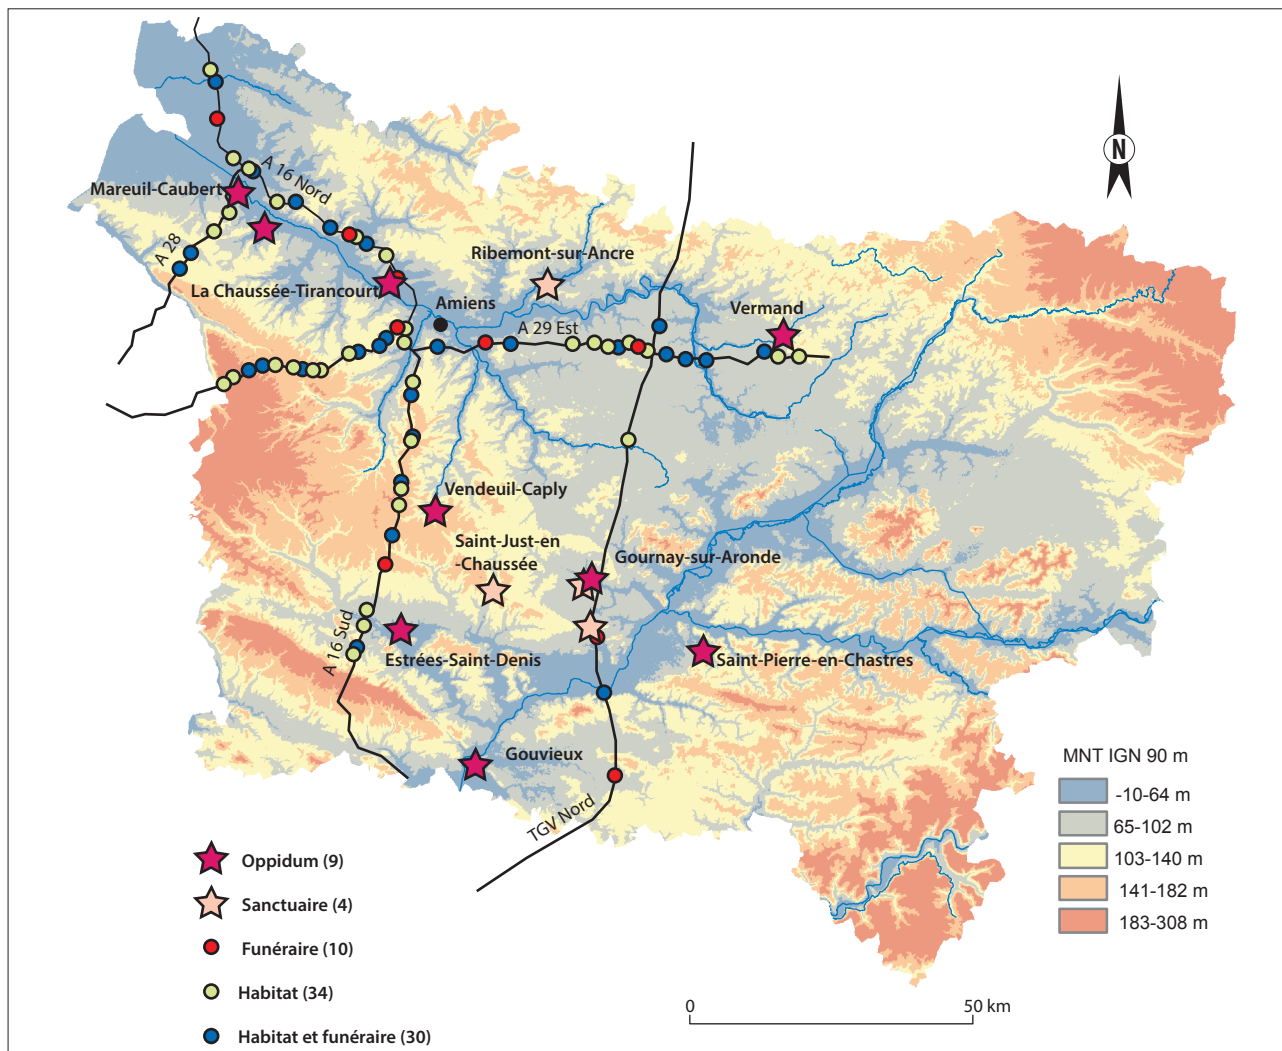 A 16 Nord
Mareuil-Caubert
A 28
Ribemont-sur-Ancre
La Chaussée-Tirancourt
Amiens
Vermand
A 29 Est
Vendeuil-Caply
Saint-Just-en
-Chaussée
Gournay-sur-Aronde
A 16 Sud
Estrées-Saint-Denis
Saint-Pierre-en-Chastres
Gouvieux
TGV Nord
N
MNT IGN 90 m
-10-64 m
65-102 m
103-140 m
141-182 m
183-308 m
Oppidum (9)
Sanctuaire (4)
Funéraire (10)
Habitat (34)
Habitat et funéraire (30)
0 50 km